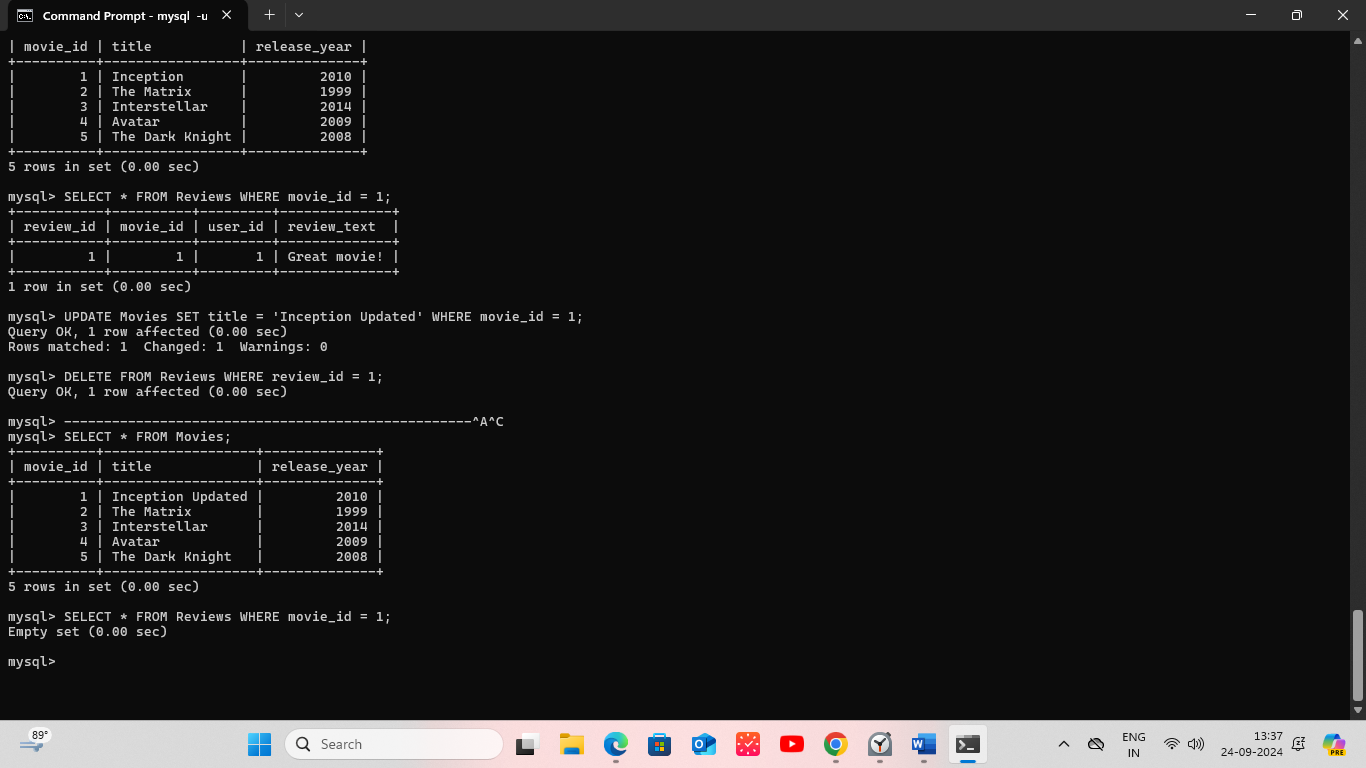 Command Prompt - mysql  -u
| movie_id | title           | release_year |
+----------+-----------------+--------------+
|        1 | Inception       |         2010 |
|        2 | The Matrix      |         1999 |
|        3 | Interstellar    |         2014 |
|        4 | Avatar          |         2009 |
|        5 | The Dark Knight |         2008 |
+----------+-----------------+--------------+
5 rows in set (0.00 sec)
mysql> SELECT * FROM Reviews WHERE movie_id = 1;
+-----------+----------+---------+--------------+
| review_id | movie_id | user_id | review_text  |
+-----------+----------+---------+--------------+
|         1 |        1 |       1 | Great movie! |
+-----------+----------+---------+--------------+
1 row in set (0.00 sec)
mysql> UPDATE Movies SET title = 'Inception Updated' WHERE movie_id = 1;
Query OK, 1 row affected (0.00 sec)
Rows matched: 1  Changed: 1  Warnings: 0
mysql> DELETE FROM Reviews WHERE review_id = 1;
Query OK, 1 row affected (0.00 sec)
mysql> ---------------------------------------------------^A^C
mysql> SELECT * FROM Movies;
+----------+-------------------+--------------+
| movie_id | title             | release_year |
+----------+-------------------+--------------+
|        1 | Inception Updated |         2010 |
|        2 | The Matrix        |         1999 |
|        3 | Interstellar      |         2014 |
|        4 | Avatar            |         2009 |
|        5 | The Dark Knight   |         2008 |
+----------+-------------------+--------------+
5 rows in set (0.00 sec)
mysql> SELECT * FROM Reviews WHERE movie_id = 1;
Empty set (0.00 sec)
mysql>
89°
Search
ENG
IN
13:37
24-09-2024
PRE